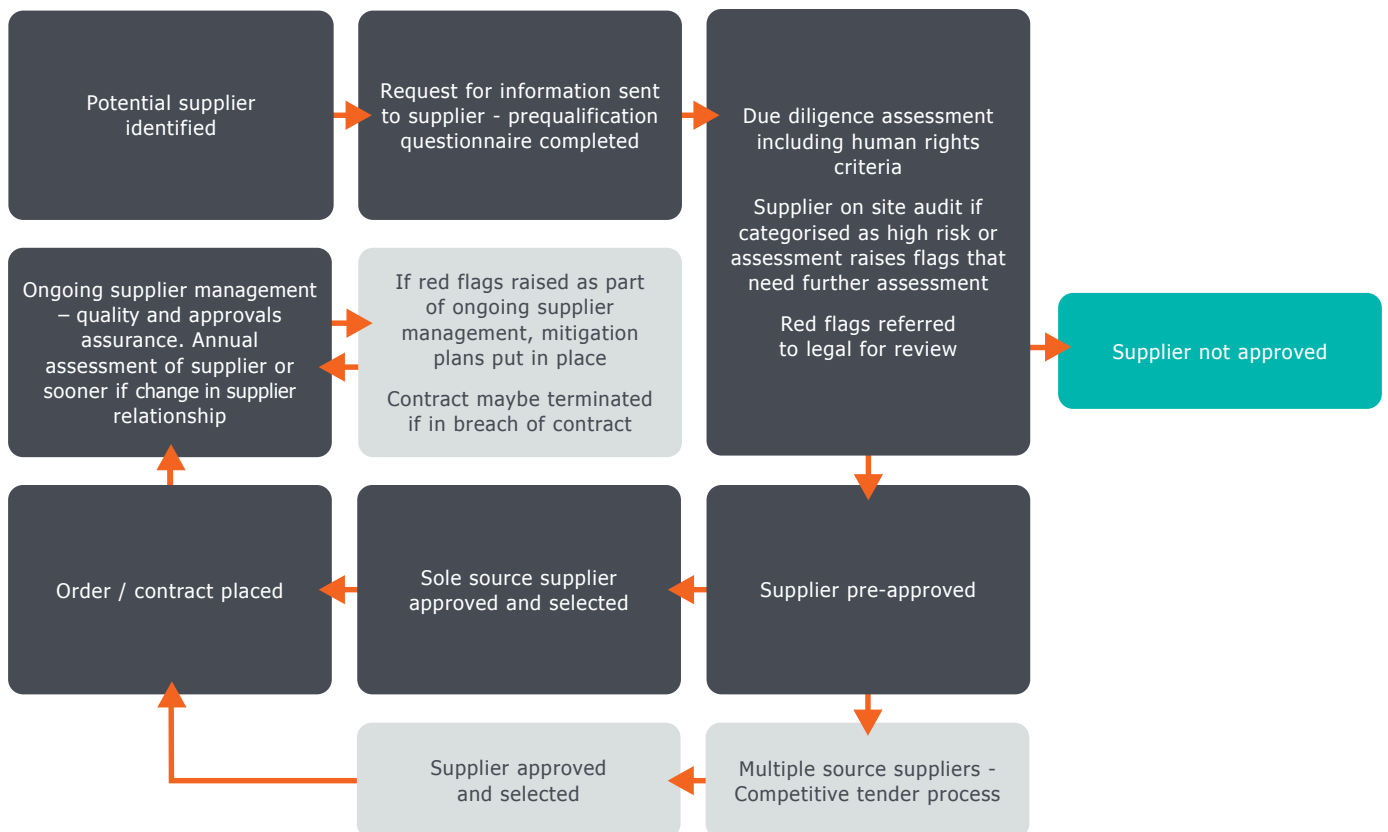 Potential supplier
identified
Request for information sent
to supplier - prequalification
questionnaire completed
Due diligence assessment
including human rights
criteria
Supplier on site audit if
categorised as high risk or
assessment raises flags that
need further assessment
Red flags referred
to legal for review
Supplier not approved
Ongoing supplier management
– quality and approvals
assurance. Annual
assessment of supplier or
sooner if change in supplier
relationship
If red flags raised as part
of ongoing supplier
management, mitigation
plans put in place
Contract maybe terminated
if in breach of contract
Order / contract placed
Sole source supplier
approved and selected
Supplier pre-approved
Supplier approved
and selected
Multiple source suppliers -
Competitive tender process